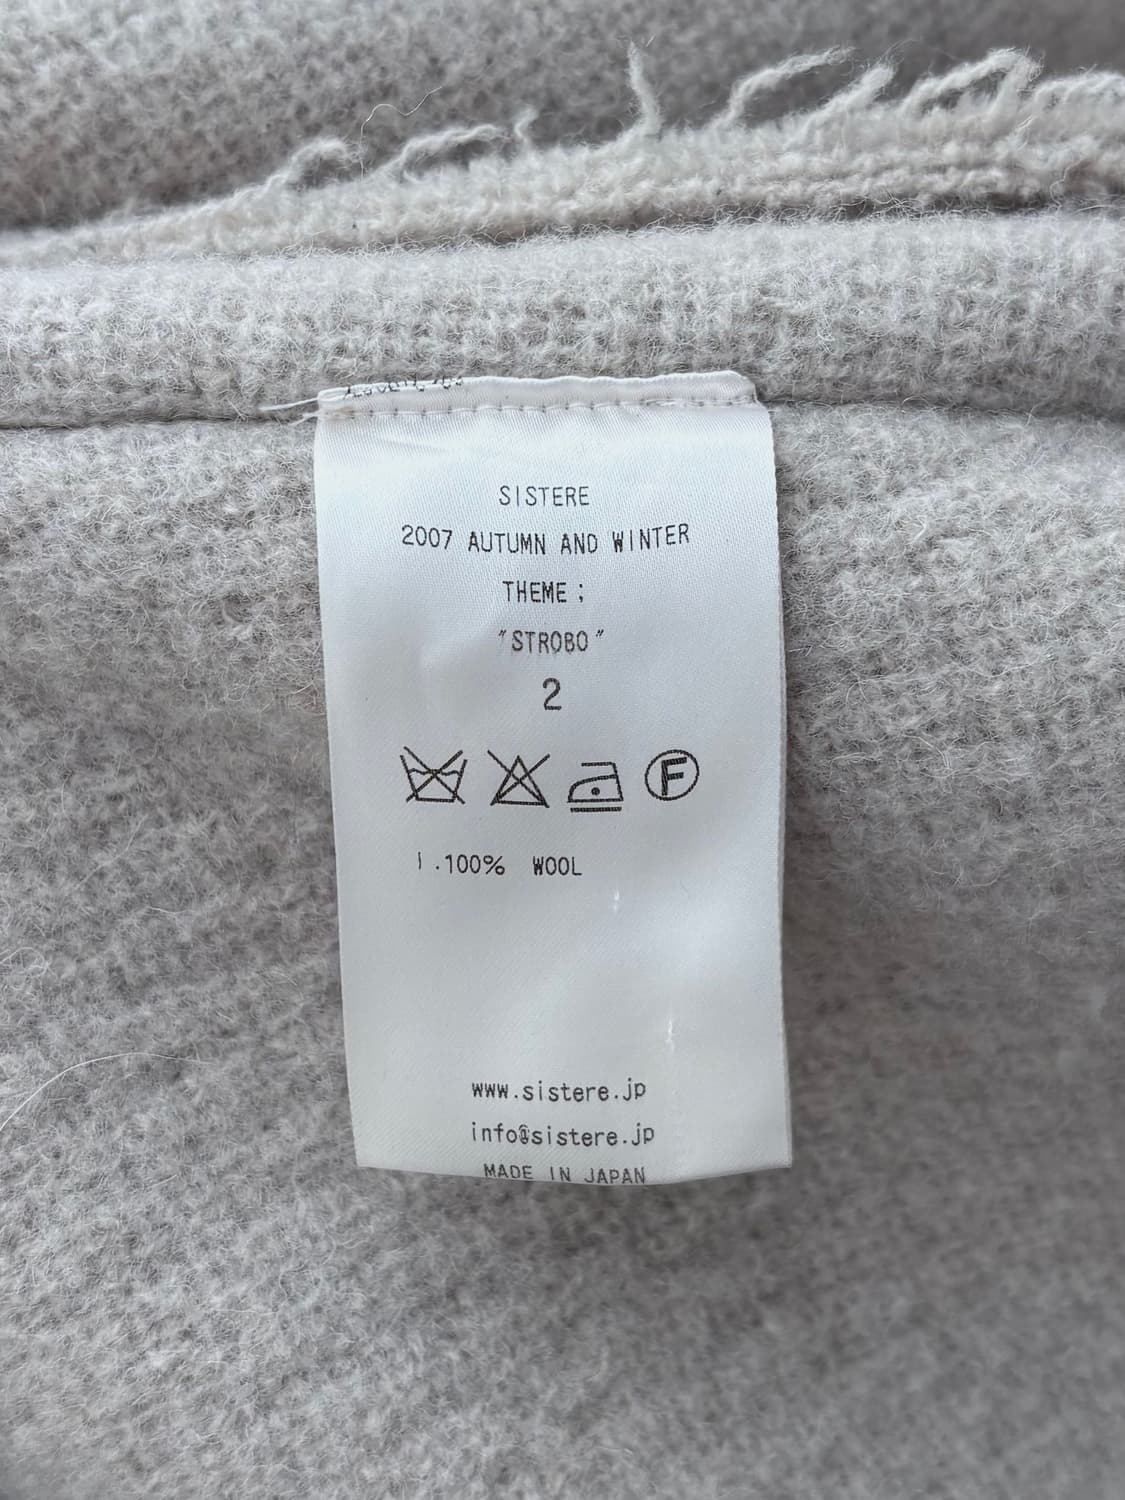 SISTERE
2007 AUTUMN AND WINTER
THEME ;
"STROBO"
2
F
1.100% WOOL
www.sistere.jp
info@sistere.jp
MADE IN JAPAN